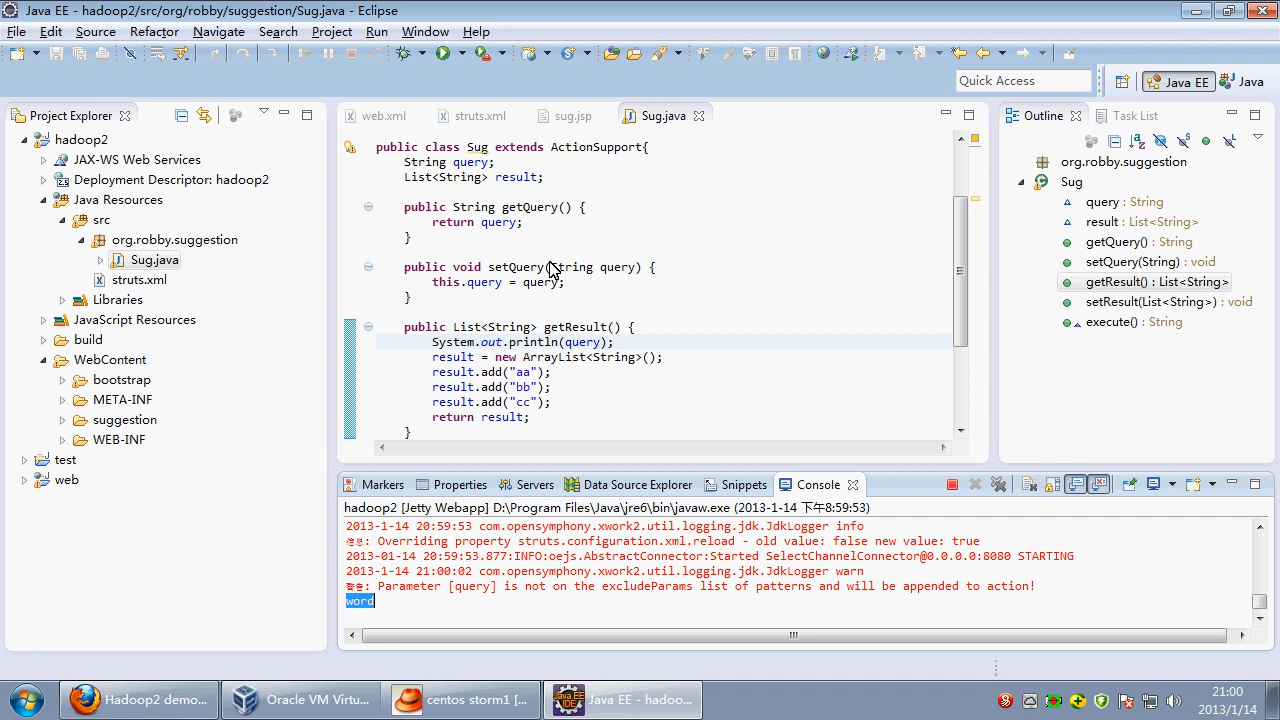 Java EE - hadoop2/src/org/robby/suggestion/Sug.java - Eclipse
File Edit Source Refactor Navigate Search Project Run Window Help
Quick Access
Java EE
Java
Project Explorer
web.xml
struts.xml
sug.jsp
Sug.java
Outline
Task List
hadoop2
JAX-WS Web Services
Deployment Descriptor: hadoop2
Java Resources
src
org.robby.suggestion
Sug.java
struts.xml
Libraries
JavaScript Resources
build
WebContent
bootstrap
META-INF
suggestion
WEB-INF
test
web
public class Sug extends ActionSupport{
String query;
List<String> result;
public String getQuery() {
return query;
}
public void setQuery(String query) {
this.query = query;
}
public List<String> getResult() {
System.out.println(query);
result = new ArrayList<String>();
result.add("aa");
result.add("bb");
result.add("cc");
return result;
}
org.robby.suggestion
Sug
query : String
result : List<String>
getQuery() : String
setQuery(String) : void
getResult() : List<String>
setResult(List<String>) : void
execute() : String
Markers
Properties
Servers
Data Source Explorer
Snippets
Console
hadoop2 [Jetty Webapp] D:\Program Files\Java\jre6\bin\javaw.exe (2013-1-14 下午8:59:53)
2013-1-14 20:59:53 com.opensymphony.xwork2.util.logging.jdk.JdkLogger info
信息: Overriding property struts.configuration.xml.reload - old value: false new value: true
2013-01-14 20:59:53.877:INFO:oejs.AbstractConnector:Started SelectChannelConnector@0.0.0.0:8080 STARTING
2013-1-14 21:00:02 com.opensymphony.xwork2.util.logging.jdk.JdkLogger warn
警告: Parameter [query] is not on the excludeParams list of patterns and will be appended to action!
word
Hadoop2 demo...
Oracle VM Virtu...
centos storm1 [...
Java EE - hadoo...
21:00
2013/1/14